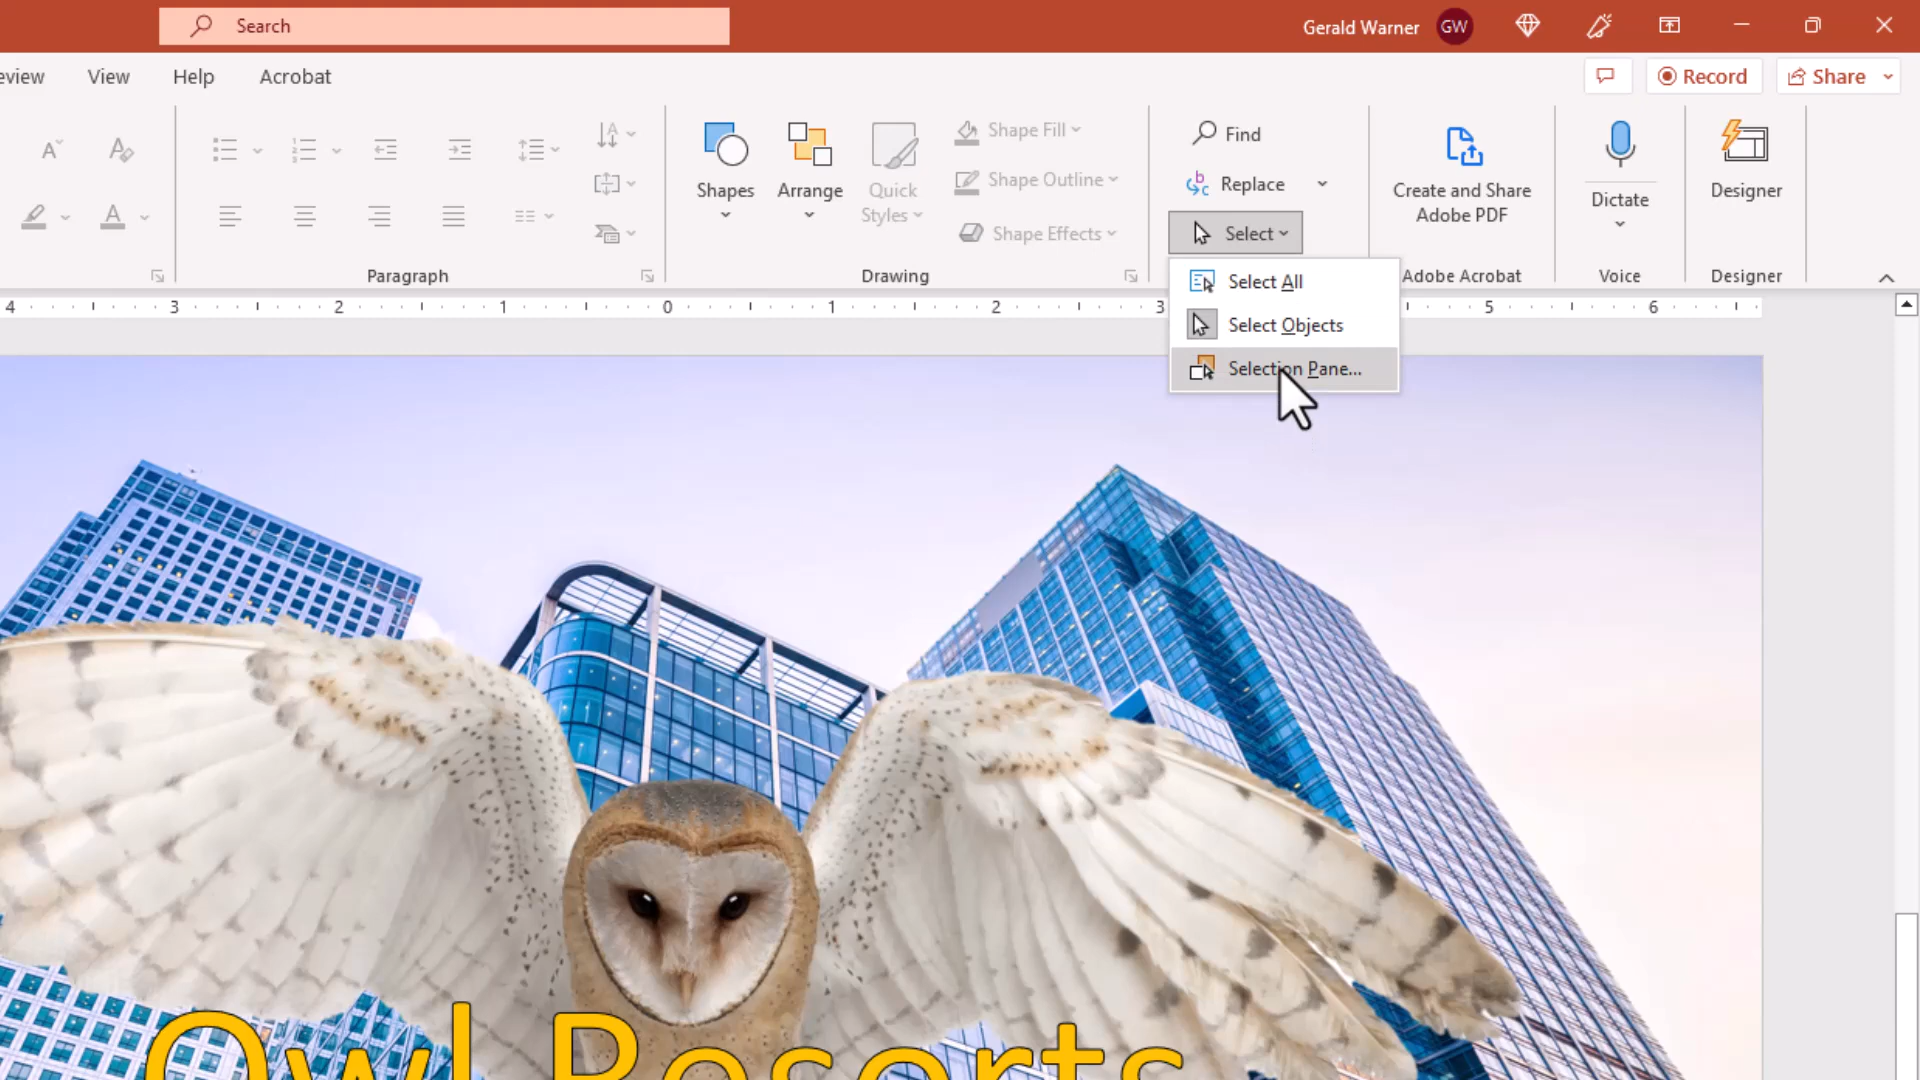 Search
Gerald Warner GW
eview View Help Acrobat
Record Share
Shapes
Arrange
Quick
Styles
Shape Fill
Shape Outline
Shape Effects
Find
Replace
Select
Create and Share
Adobe PDF
Dictate
Designer
Paragraph
Drawing
Adobe Acrobat
Voice
Designer
Select All
Select Objects
Selection Pane...
4 3 2 1 0 1 2 3 5 6
Owl Resorts